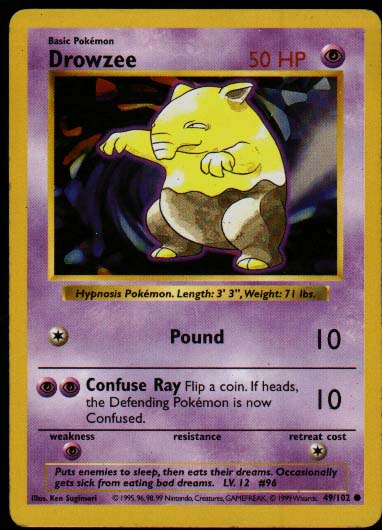 Basic Pokémon
Drowzee 50 HP
Hypnosis Pokémon. Length: 3' 3", Weight: 71 lbs.
Pound 10
Confuse Ray Flip a coin. If heads,
the Defending Pokémon is now
Confused.
10
weakness resistance retreat cost
Puts enemies to sleep, then eats their dreams. Occasionally
gets sick from eating bad dreams. LV. 12 #96
Illus. Ken Sugimori © 1995, 96, 98, 99 Nintendo, Creatures, GAMEFREAK. © 1999 Wizards. 49/102